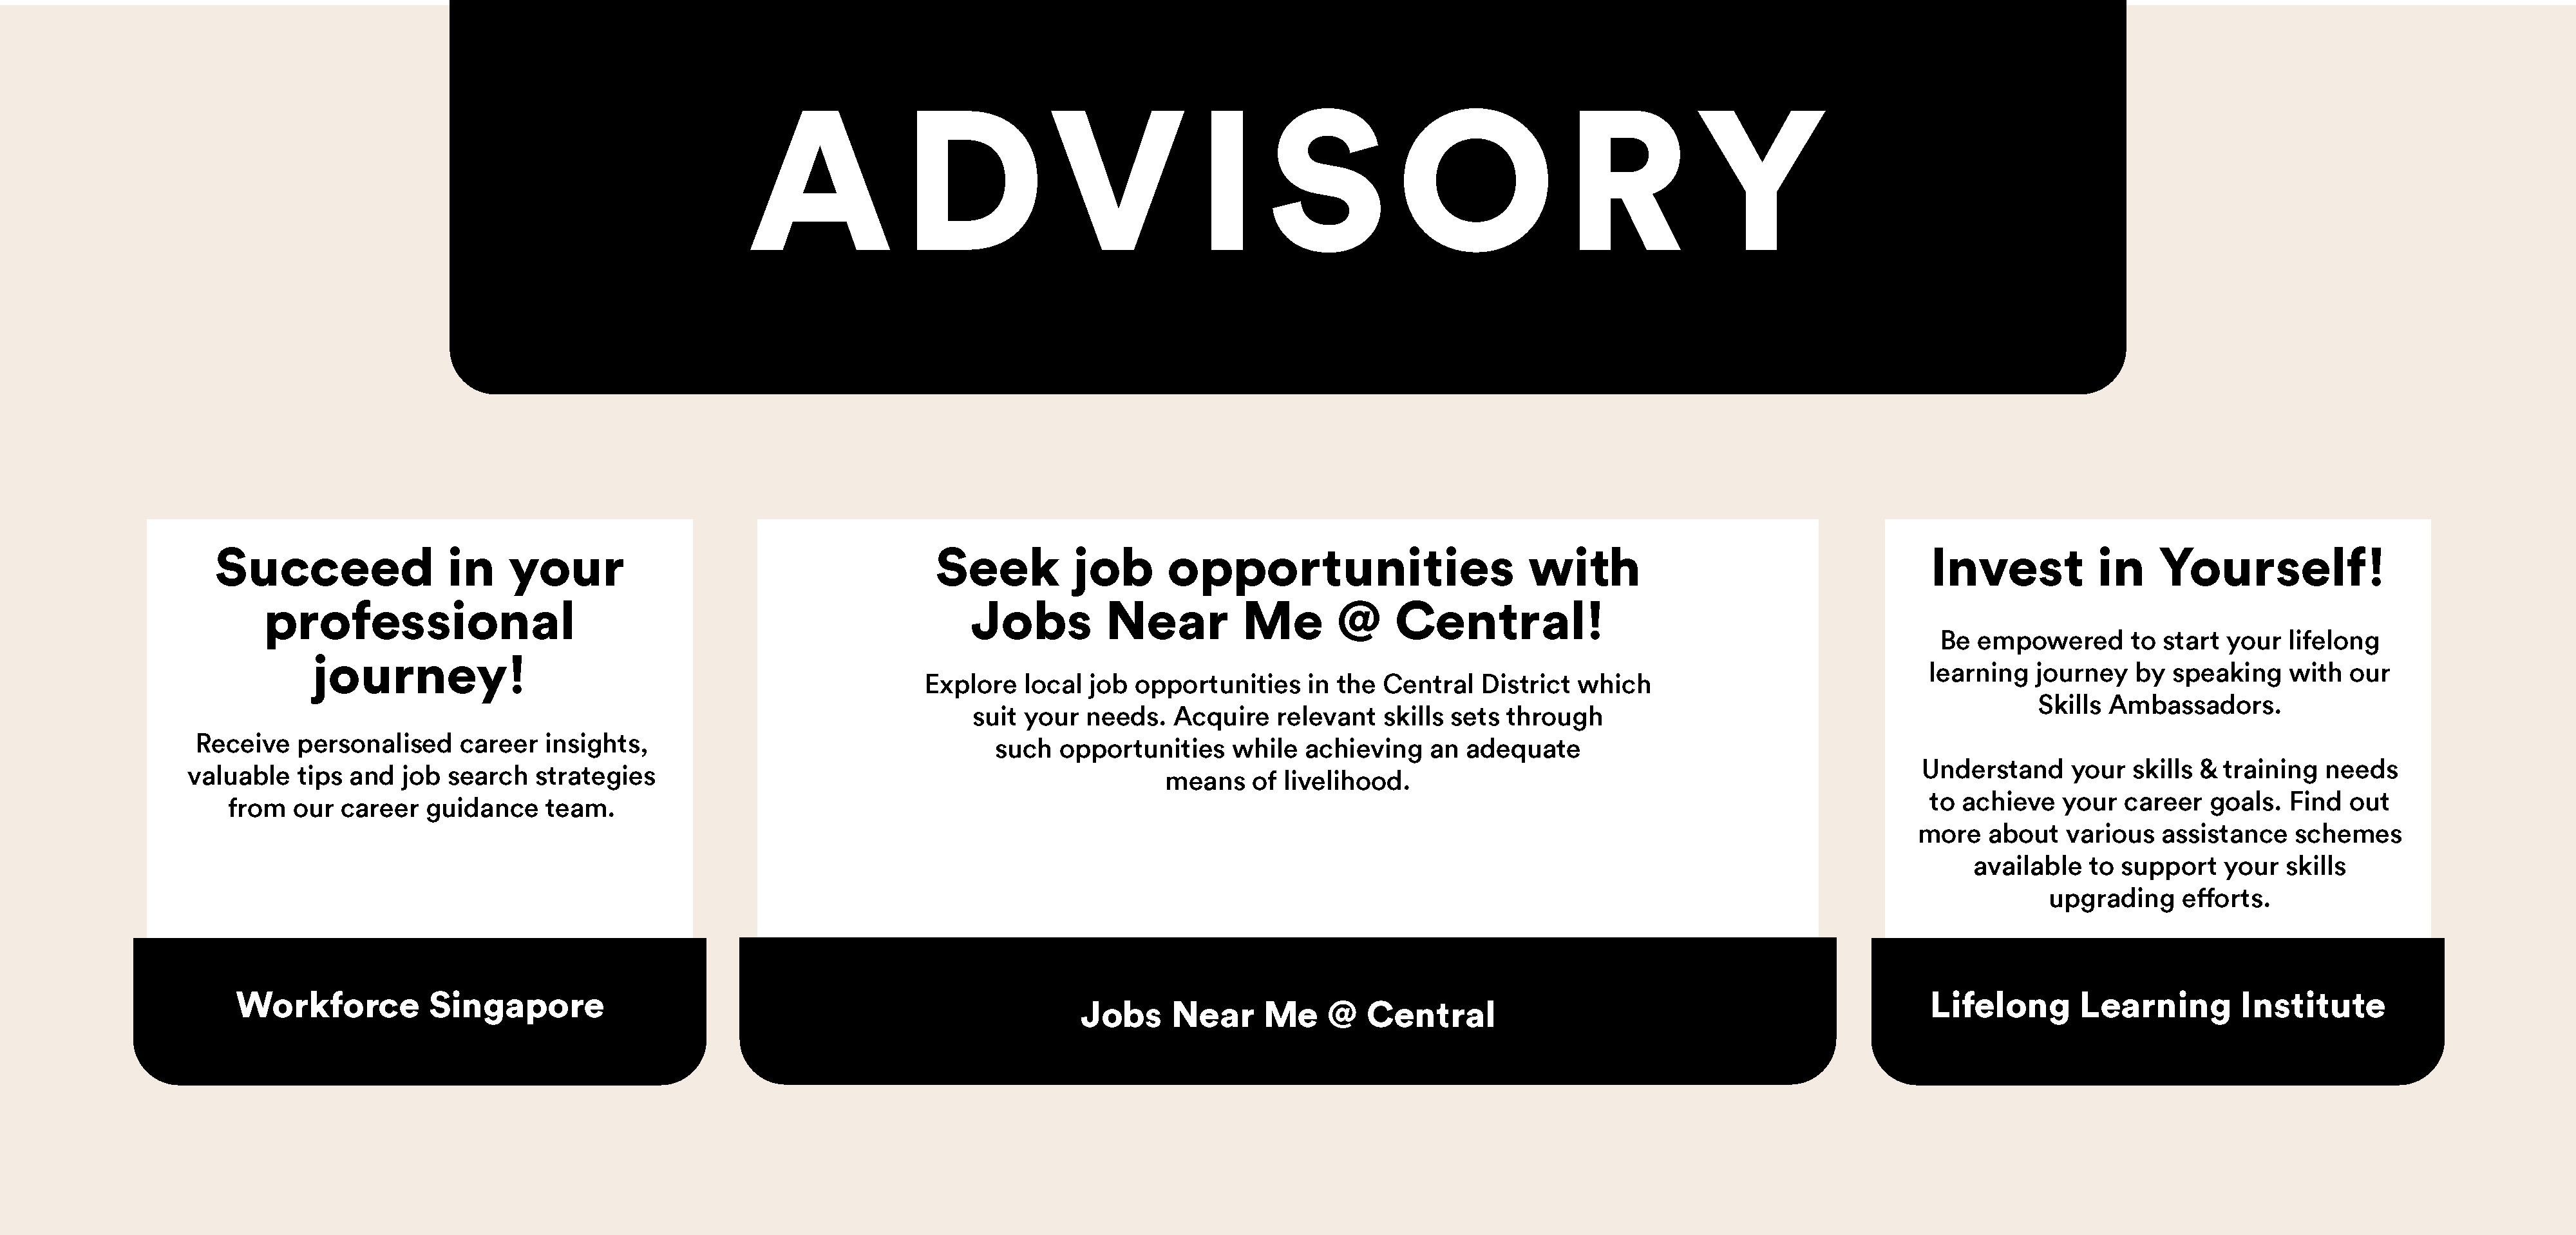 ADVISORY
Succeed in your
professional
journey!
Receive personalised career insights,
valuable tips and job search strategies
from our career guidance team.
Workforce Singapore
Seek job opportunities with
Jobs Near Me @ Central!
Explore local job opportunities in the Central District which
suit your needs. Acquire relevant skills sets through
such opportunities while achieving an adequate
means of livelihood.
Jobs Near Me @ Central
Invest in Yourself!
Be empowered to start your lifelong
learning journey by speaking with our
Skills Ambassadors.
Understand your skills & training needs
to achieve your career goals. Find out
more about various assistance schemes
available to support your skills
upgrading efforts.
Lifelong Learning Institute